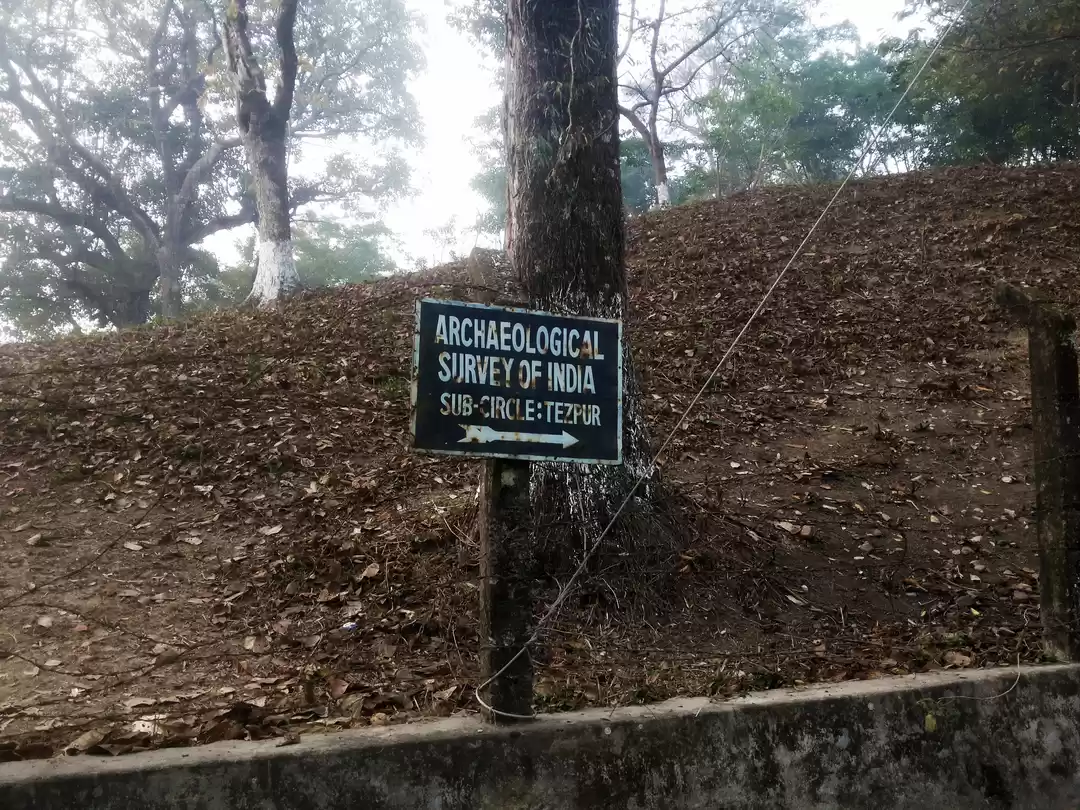 ARCHAEOLOGICAL
SURVEY OF INDIA
SUB-CIRCLE: TEZPUR